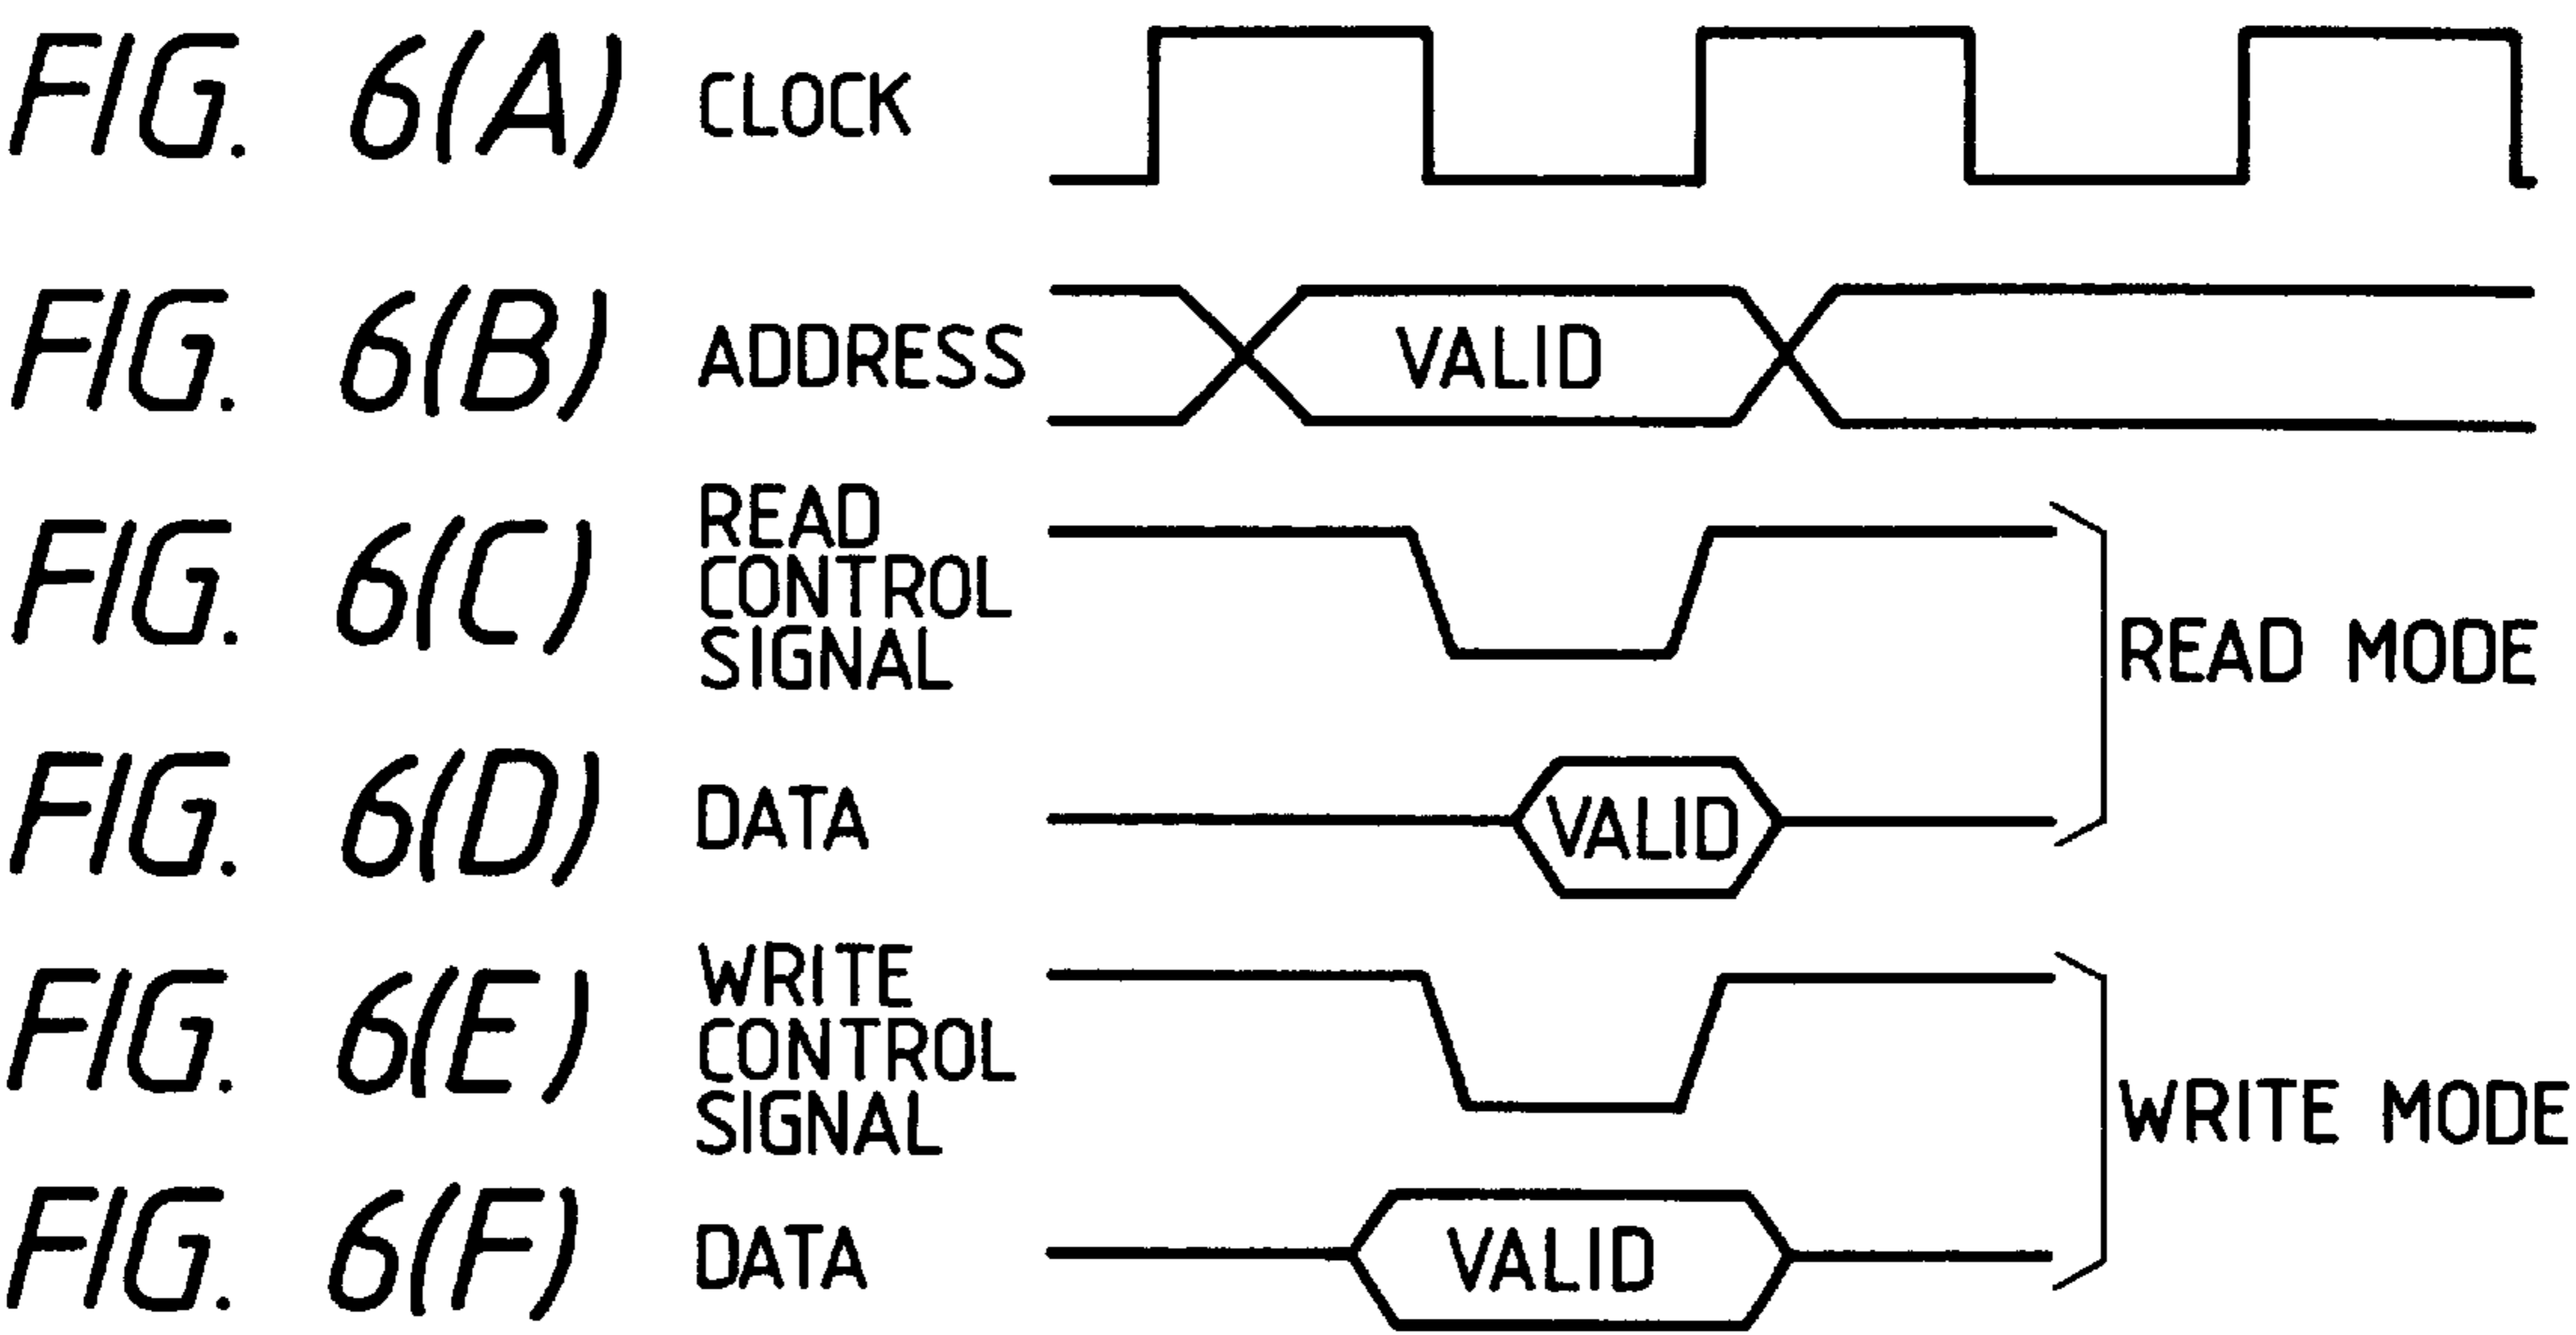 FIG. 6(A) CLOCK
FIG. 6(B) ADDRESS VALID
FIG. 6(C) READ
CONTROL
SIGNAL
READ MODE
FIG. 6(D) DATA VALID
FIG. 6(E) WRITE
CONTROL
SIGNAL
WRITE MODE
FIG. 6(F) DATA VALID